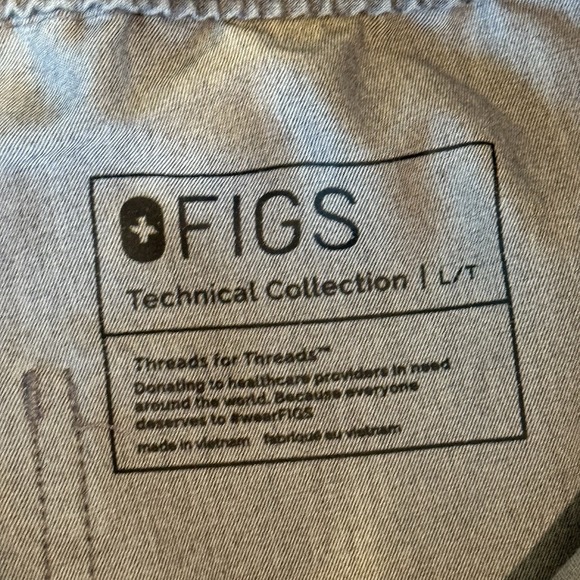 FIGS
Technical Collection | L/T
Threads for Threads™
Donating to healthcare providers in need
around the world. Because everyone
deserves to #wearFIGS
made in vietnam fabriqué eu vietnam